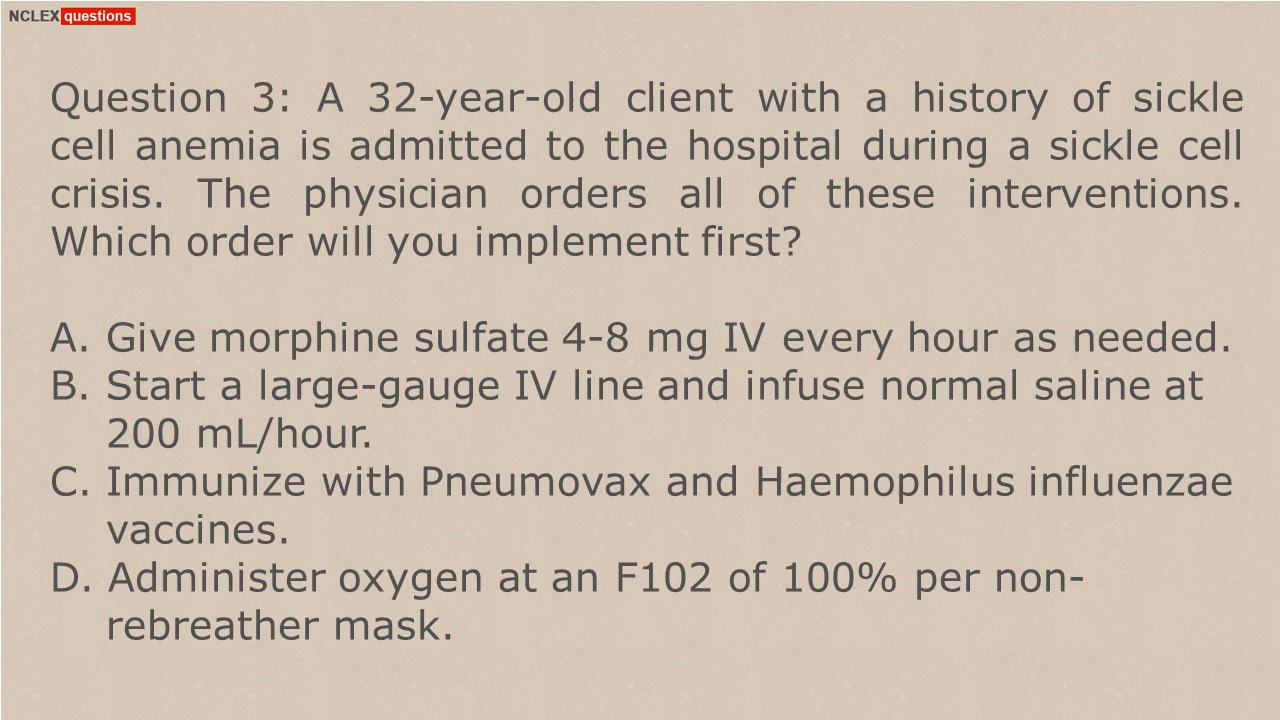 NCLEX questions
Question 3: A 32-year-old client with a history of sickle
cell anemia is admitted to the hospital during a sickle cell
crisis. The physician orders all of these interventions.
Which order will you implement first?
A. Give morphine sulfate 4-8 mg IV every hour as needed.
B. Start a large-gauge IV line and infuse normal saline at
200 mL/hour.
C. Immunize with Pneumovax and Haemophilus influenzae
vaccines.
D. Administer oxygen at an F102 of 100% per non-
rebreather mask.